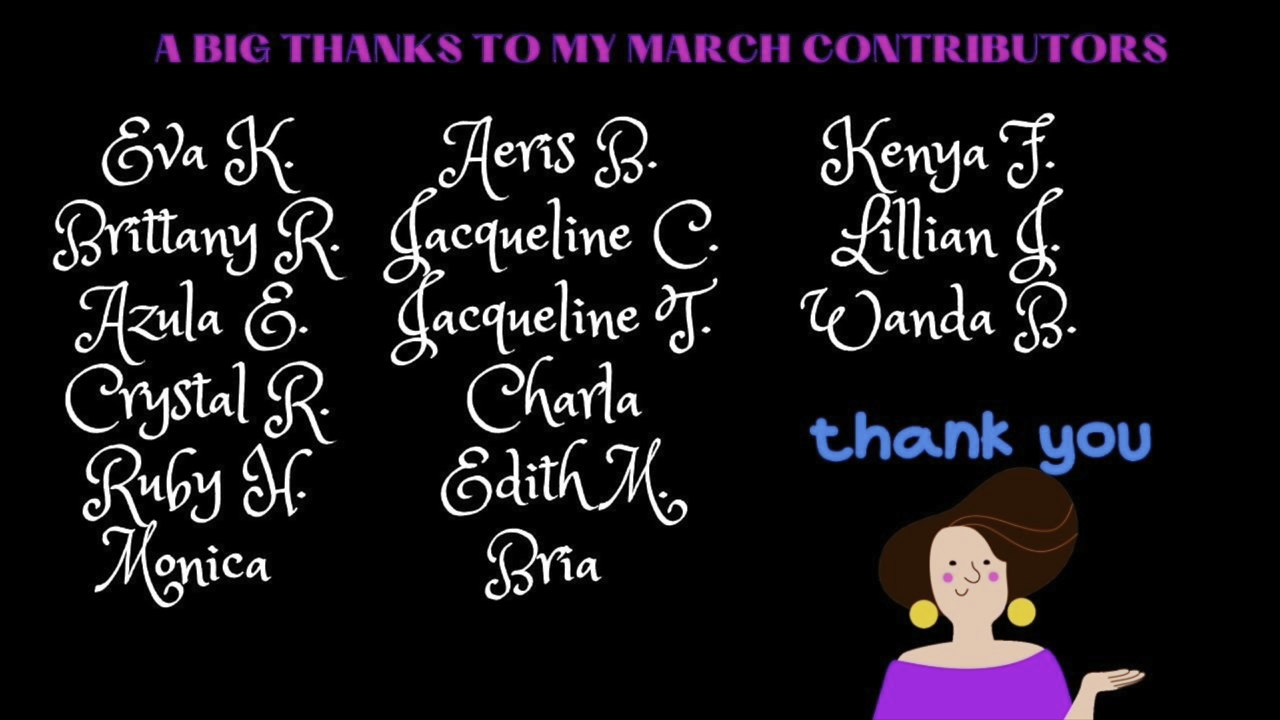 A BIG THANKS TO MY MARCH CONTRIBUTORS
Eva K.
Brittany R.
Azula E.
Crystal R.
Ruby H.
Monica
Aeris B.
Jacqueline C.
Jacqueline T.
Charla
Edith M.
Bria
Kenya F.
Lillian J.
Wanda B.
thank you